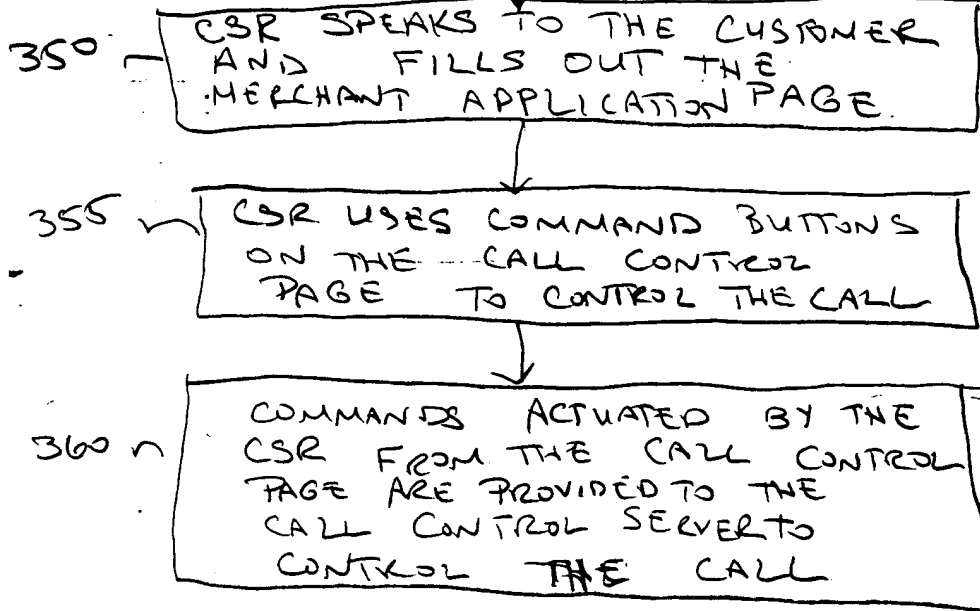 350
CSR SPEAKS TO THE CUSTOMER
AND FILLS OUT THE
MERCHANT APPLICATION PAGE.
355
CSR USES COMMAND BUTTONS
ON THE CALL CONTROL
PAGE TO CONTROL THE CALL
360
COMMANDS ACTUATED BY THE
CSR FROM THE CALL CONTROL
PAGE ARE PROVIDED TO THE
CALL CONTROL SERVER TO
CONTROL THE CALL